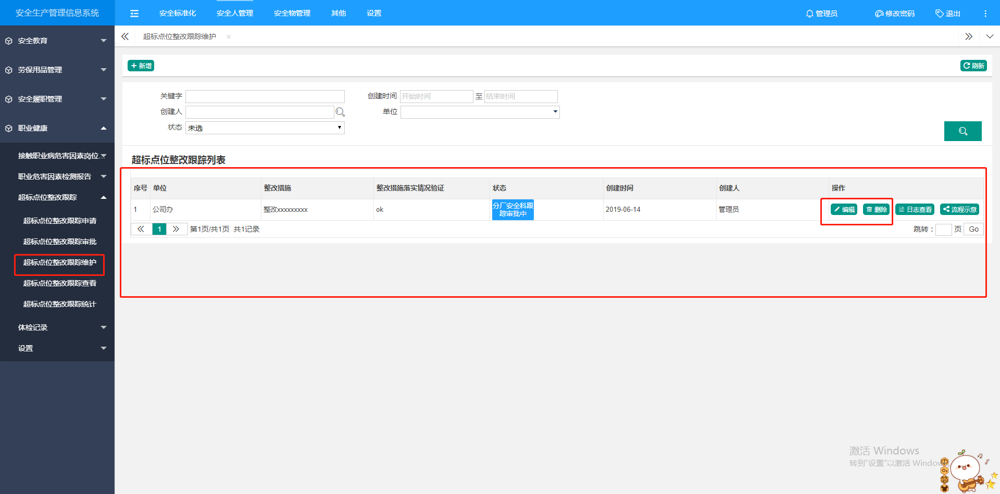 安全生产管理信息系统
安全标准化 安全人管理 安全物管理 其他 设置
管理员 修改密码 退出
超标点位整改跟踪维护 ×
安全教育
劳保用品管理
安全履职管理
职业健康
接触职业病危害因素岗位...
职业危害因素检测报告
超标点位整改跟踪
超标点位整改跟踪申请
超标点位整改跟踪审批
超标点位整改跟踪维护
超标点位整改跟踪查看
超标点位整改跟踪统计
体检记录
设置
+ 新增
刷新
关键字
创建时间 开始时间 至 结束时间
创建人
单位
状态 未选
超标点位整改跟踪列表
序号 单位 整改措施 整改措施落实情况验证 状态 创建时间 创建人 操作
1 公司办 整改xxxxxxxxx ok 分厂安全科跟
踪审批中 2019-06-14 管理员 编辑 删除 日志查看 流程示意
1 第1页/共1页 共1记录
跳转： 页 Go
激活 Windows
转到“设置”以激活 Window
中
简